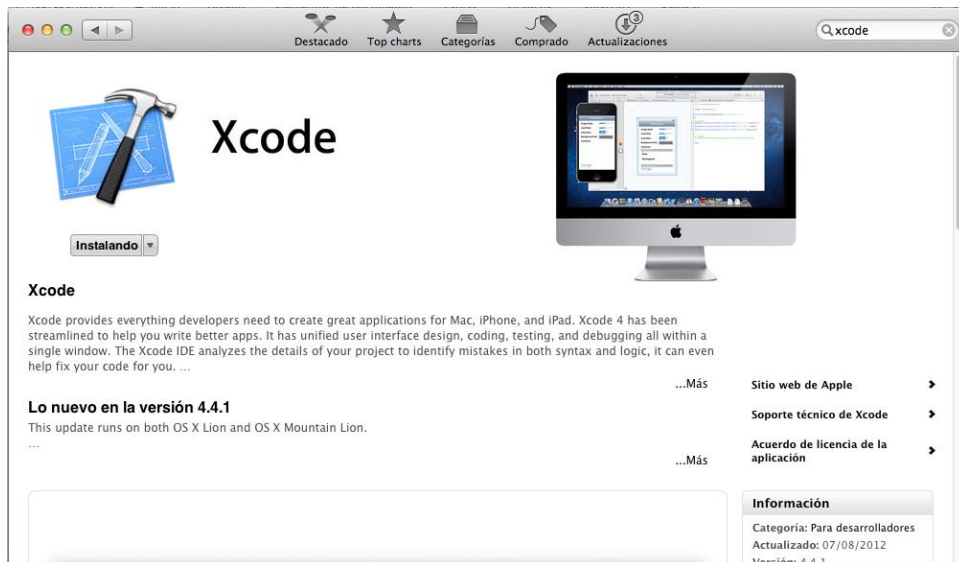 3
Destacado Top charts Categorías Comprado Actualizaciones
xcode
Xcode
Instalando
Xcode
Xcode provides everything developers need to create great applications for Mac, iPhone, and iPad. Xcode 4 has been
streamlined to help you write better apps. It has unified user interface design, coding, testing, and debugging all within a
single window. The Xcode IDE analyzes the details of your project to identify mistakes in both syntax and logic, it can even
help fix your code for you. ...
...Más
Lo nuevo en la versión 4.4.1
This update runs on both OS X Lion and OS X Mountain Lion.
...
...Más
Sitio web de Apple
Soporte técnico de Xcode
Acuerdo de licencia de la
aplicación
Información
Categoría: Para desarrolladores
Actualizado: 07/08/2012
Versión: 4.4.1